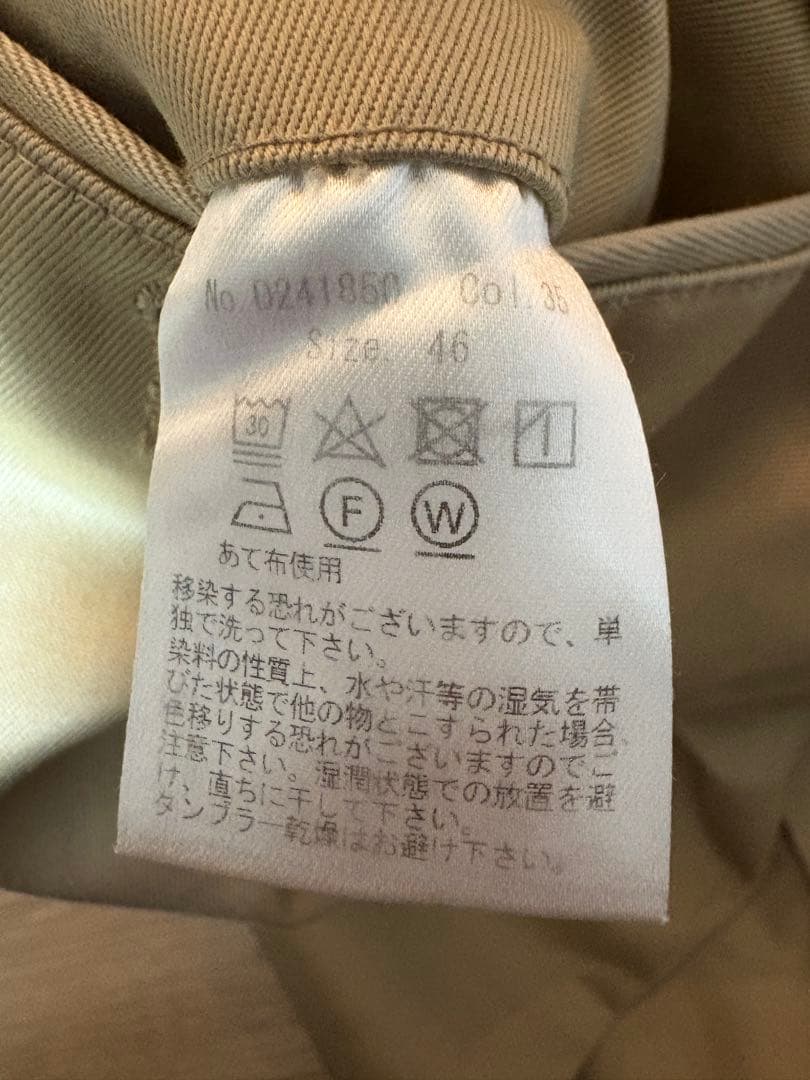 No.0241850 Col.35
Size. 46
30
F W
あて布使用
移染する恐れがございますので、単
独で洗って下さい。
染料の性質上、水や汗等の湿気を帯
びた状態で他の物とこすられた場合、
色移りする恐れがございますのでご
注意下さい。湿潤状態での放置を避
け、直ちに干して下さい。
タンブラー乾燥はお避け下さい。